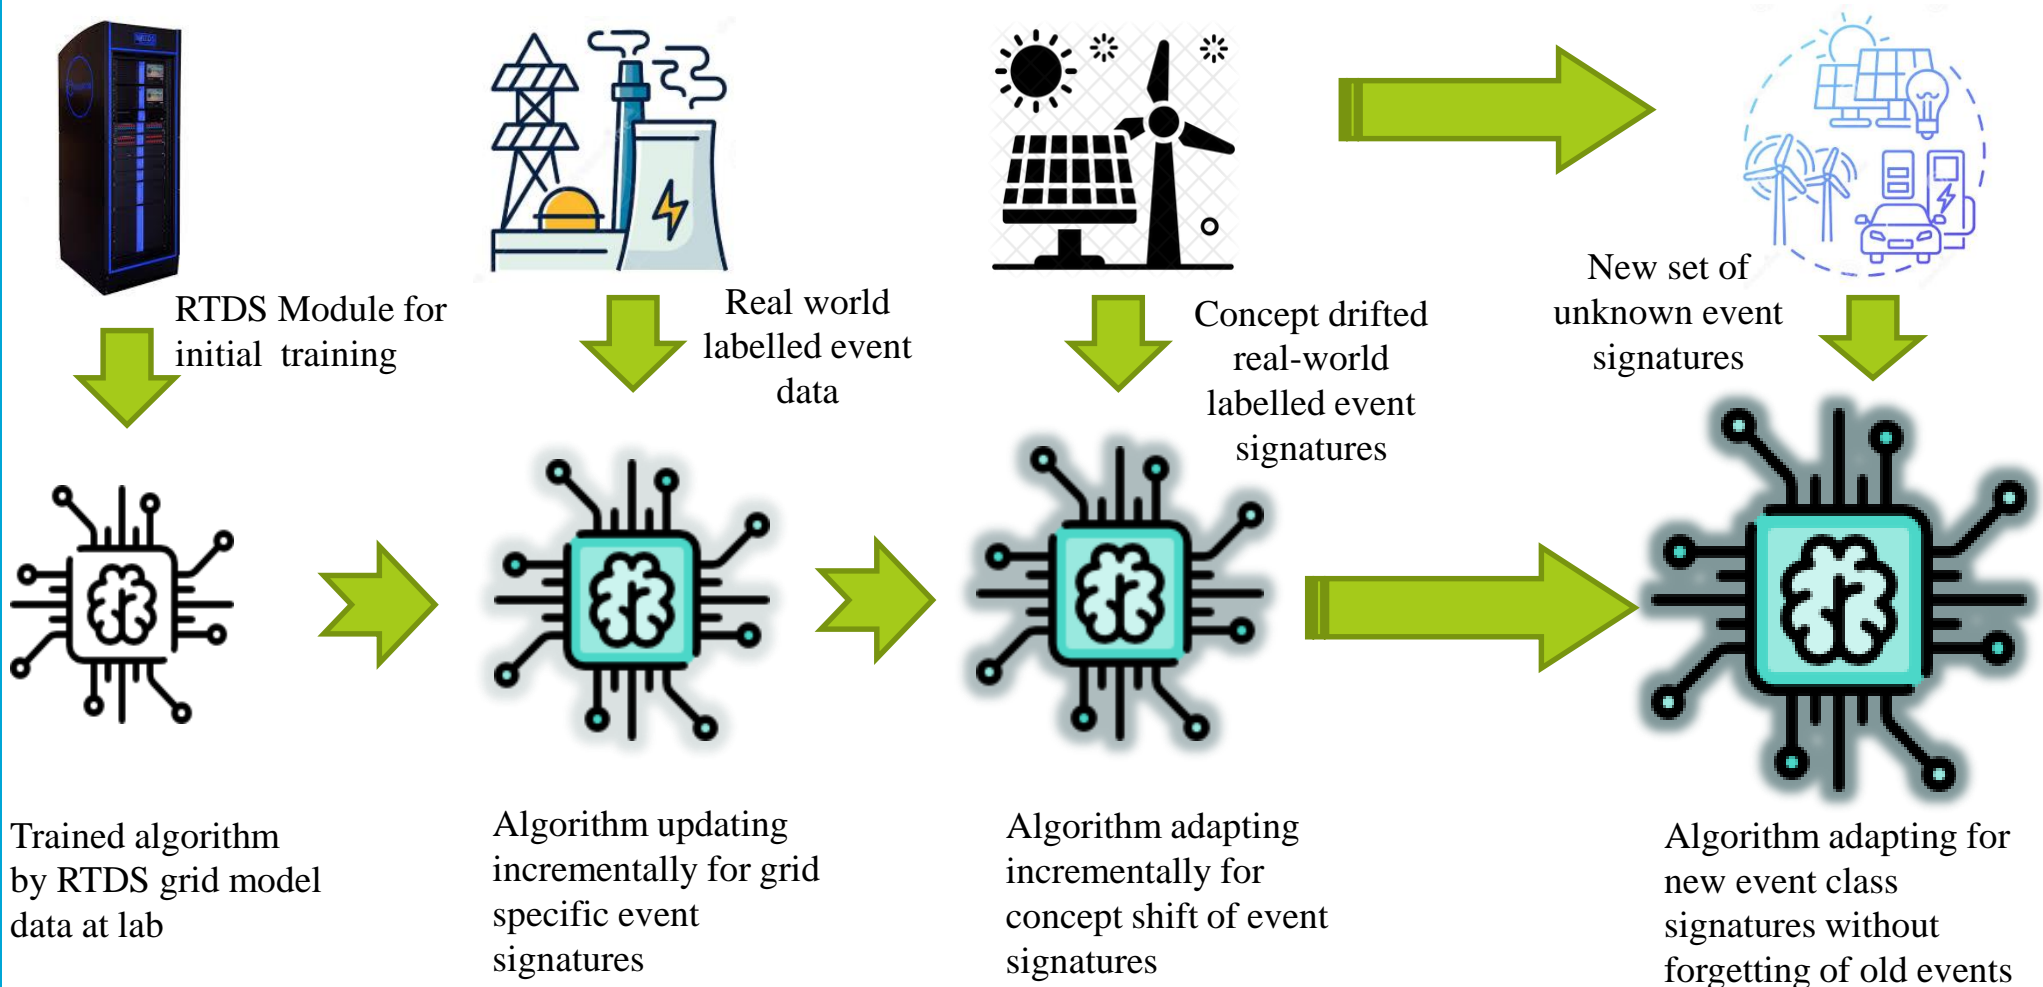 RTDS Module for
initial training
Real world
labelled event
data
Concept drifted
real-world
labelled event
signatures
New set of
unknown event
signatures
Trained algorithm
by RTDS grid model
data at lab
Algorithm updating
incrementally for grid
specific event
signatures
Algorithm adapting
incrementally for
concept shift of event
signatures
Algorithm adapting for
new event class
signatures without
forgetting of old events